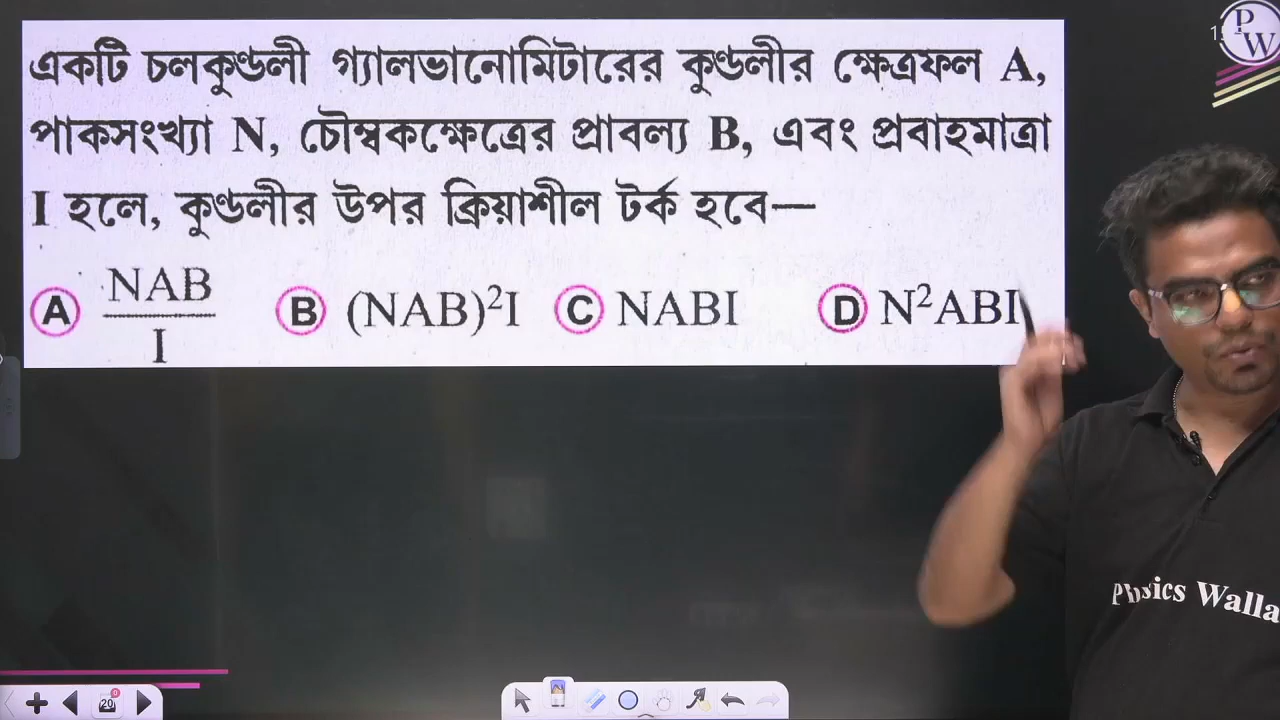 একটি চলকুণ্ডলী গ্যালভানোমিটারের কুণ্ডলীর ক্ষেত্রফল A,
পাকসংখ্যা N, চৌম্বকক্ষেত্রের প্রাবল্য B, এবং প্রবাহমাত্রা
I হলে, কুণ্ডলীর উপর ক্রিয়াশীল টর্ক হবে—
A NAB/I B (NAB)²I C NABI D N²ABI
P
W
Physics Walla
20